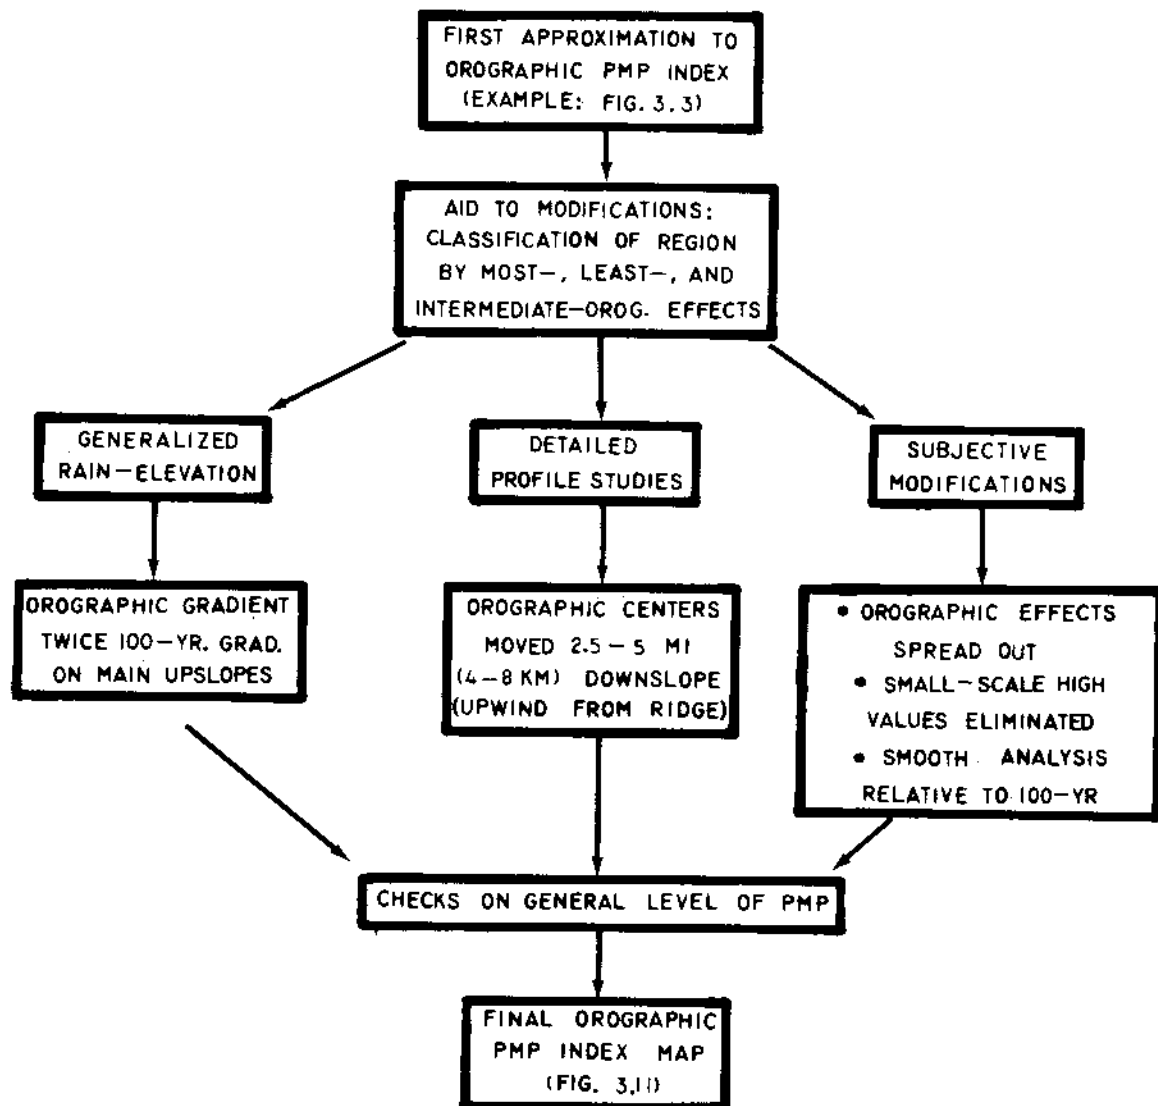 FIRST APPROXIMATION TO
OROGRAPHIC PMP INDEX
(EXAMPLE: FIG. 3.3)
AID TO MODIFICATIONS:
CLASSIFICATION OF REGION
BY MOST–, LEAST–, AND
INTERMEDIATE–OROG. EFFECTS
GENERALIZED
RAIN–ELEVATION
DETAILED
PROFILE STUDIES
SUBJECTIVE
MODIFICATIONS
OROGRAPHIC GRADIENT
TWICE 100–YR. GRAD.
ON MAIN UPSLOPES
OROGRAPHIC CENTERS
MOVED 2.5 – 5 MI
(4–8 KM) DOWNSLOPE
(UPWIND FROM RIDGE)
• OROGRAPHIC EFFECTS
SPREAD OUT
• SMALL–SCALE HIGH
VALUES ELIMINATED
• SMOOTH ANALYSIS
RELATIVE TO 100–YR
CHECKS ON GENERAL LEVEL OF PMP
FINAL OROGRAPHIC
PMP INDEX MAP
(FIG. 3.11)